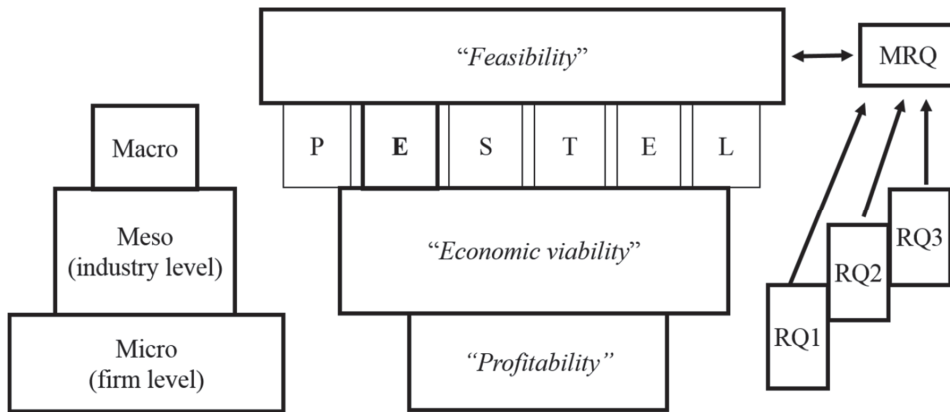 “Feasibility”
MRQ
Macro
P
E
S
T
E
L
Meso
(industry level)
“Economic viability”
RQ3
RQ2
RQ1
Micro
(firm level)
“Profitability”